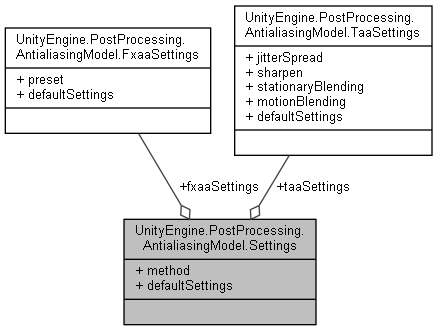 UnityEngine.PostProcessing.
AntialiasingModel.FxaaSettings
+ preset
+ defaultSettings
UnityEngine.PostProcessing.
AntialiasingModel.TaaSettings
+ jitterSpread
+ sharpen
+ stationaryBlending
+ motionBlending
+ defaultSettings
+fxaaSettings
+taaSettings
UnityEngine.PostProcessing.
AntialiasingModel.Settings
+ method
+ defaultSettings